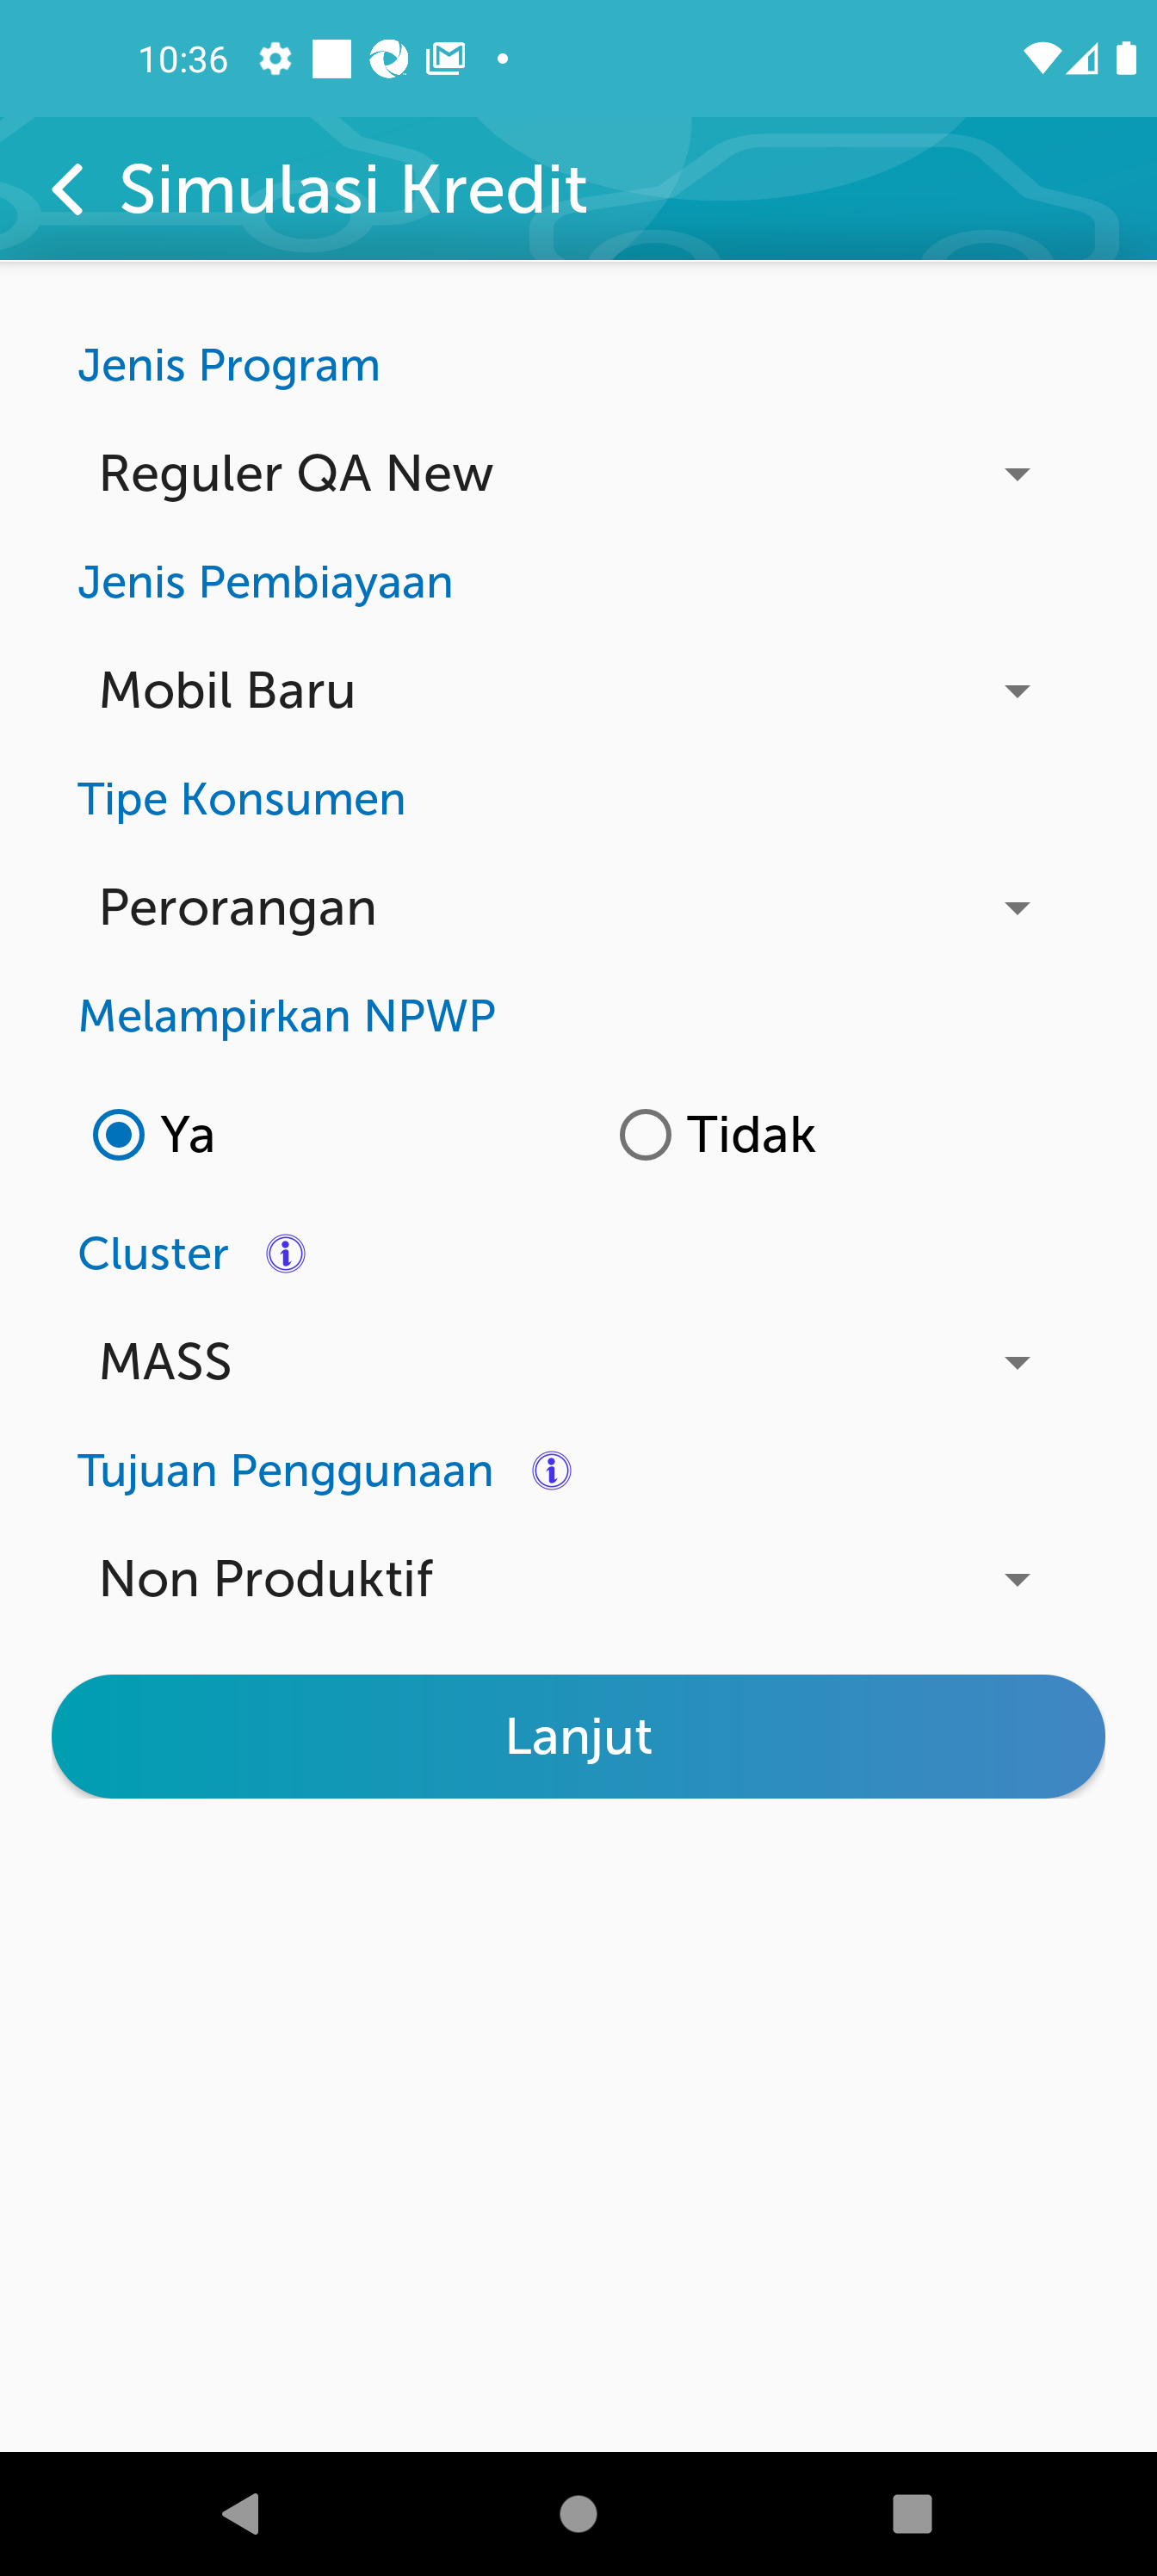 10:36
Simulasi Kredit
Jenis Program
Reguler QA New
Jenis Pembiayaan
Mobil Baru
Tipe Konsumen
Perorangan
Melampirkan NPWP
Ya Tidak
Cluster
MASS
Tujuan Penggunaan
Non Produktif
Lanjut